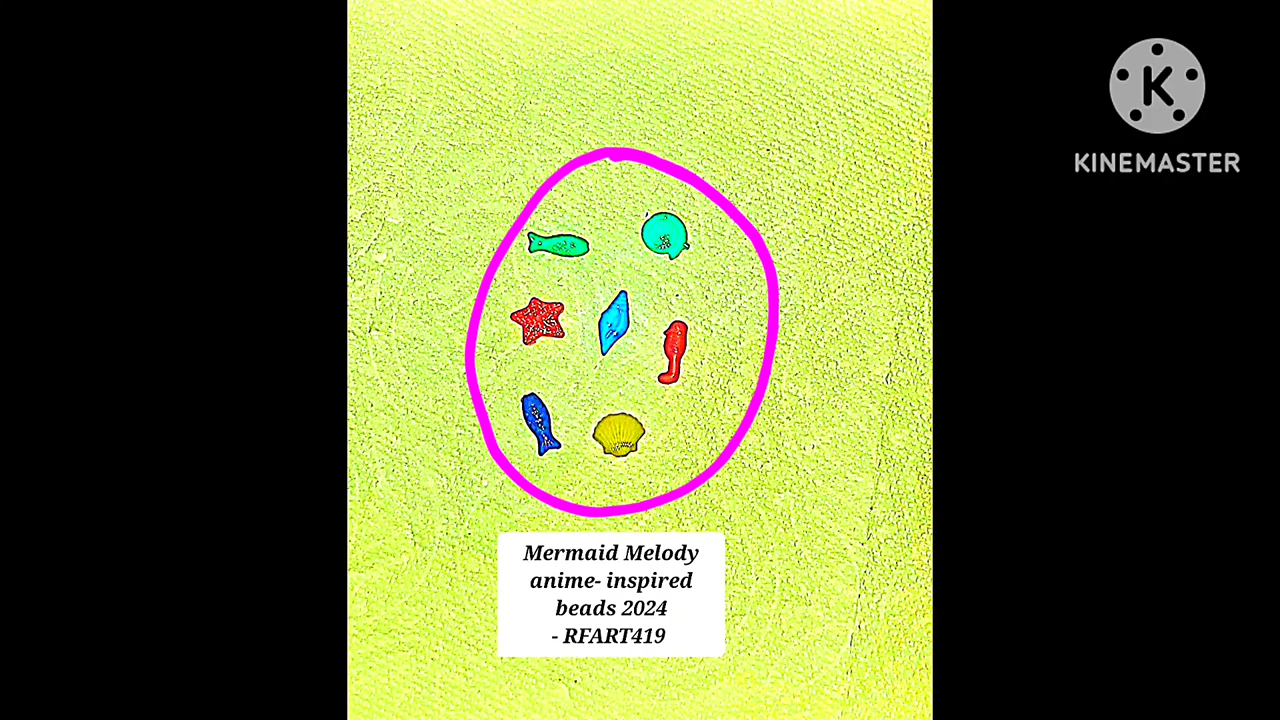 K
KINEMASTER
Mermaid Melody
anime- inspired
beads 2024
- RFART419